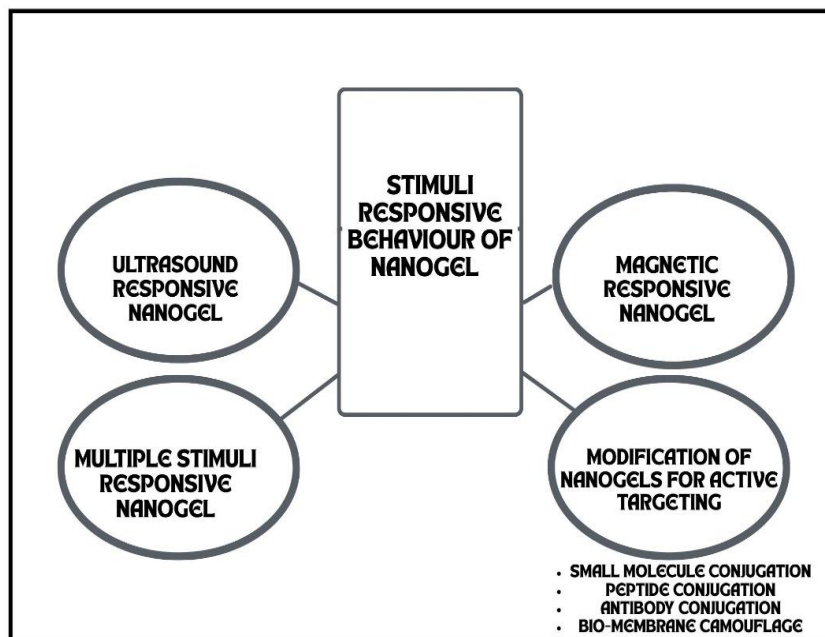 STIMULI
RESPONSIVE
BEHAVIOUR OF
NANOGEL
ULTRASOUND
RESPONSIVE
NANOGEL
MAGNETIC
RESPONSIVE
NANOGEL
MULTIPLE STIMULI
RESPONSIVE
NANOGEL
MODIFICATION OF
NANOGELS FOR ACTIVE
TARGETING
• SMALL MOLECULE CONJUGATION
• PEPTIDE CONJUGATION
• ANTIBODY CONJUGATION
• BIO-MEMBRANE CAMOUFLAGE